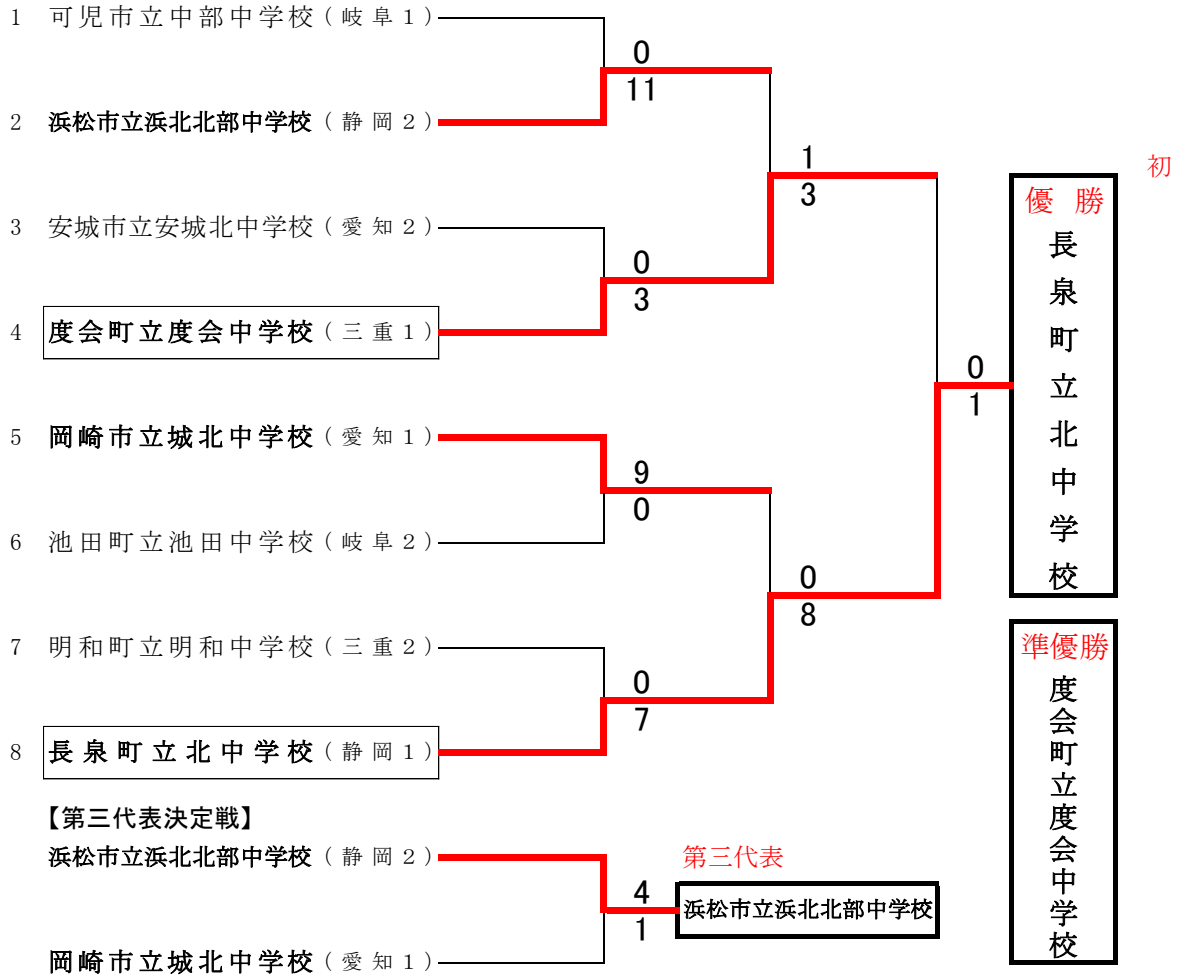 1 可児市立中部中学校(岐阜1)
0
11
2 浜松市立浜北北部中学校(静岡2)
1
3
初
3 安城市立安城北中学校(愛知2)
0
3
4 度会町立度会中学校(三重1)
0
1
優勝
長泉町立北中学校
5 岡崎市立城北中学校(愛知1)
9
0
6 池田町立池田中学校(岐阜2)
0
8
7 明和町立明和中学校(三重2)
0
7
8 長泉町立北中学校(静岡1)
準優勝
度会町立度会中学校
【第三代表決定戦】
浜松市立浜北北部中学校(静岡2)
第三代表
4
1
浜松市立浜北北部中学校
岡崎市立城北中学校(愛知1)